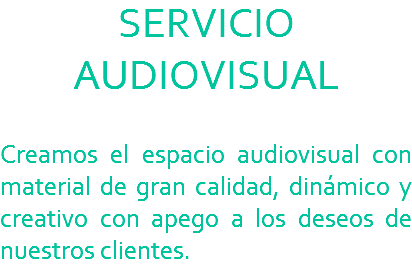 SERVICIO
AUDIOVISUAL
Creamos el espacio audiovisual con
material de gran calidad, dinámico y
creativo con apego a los deseos de
nuestros clientes.